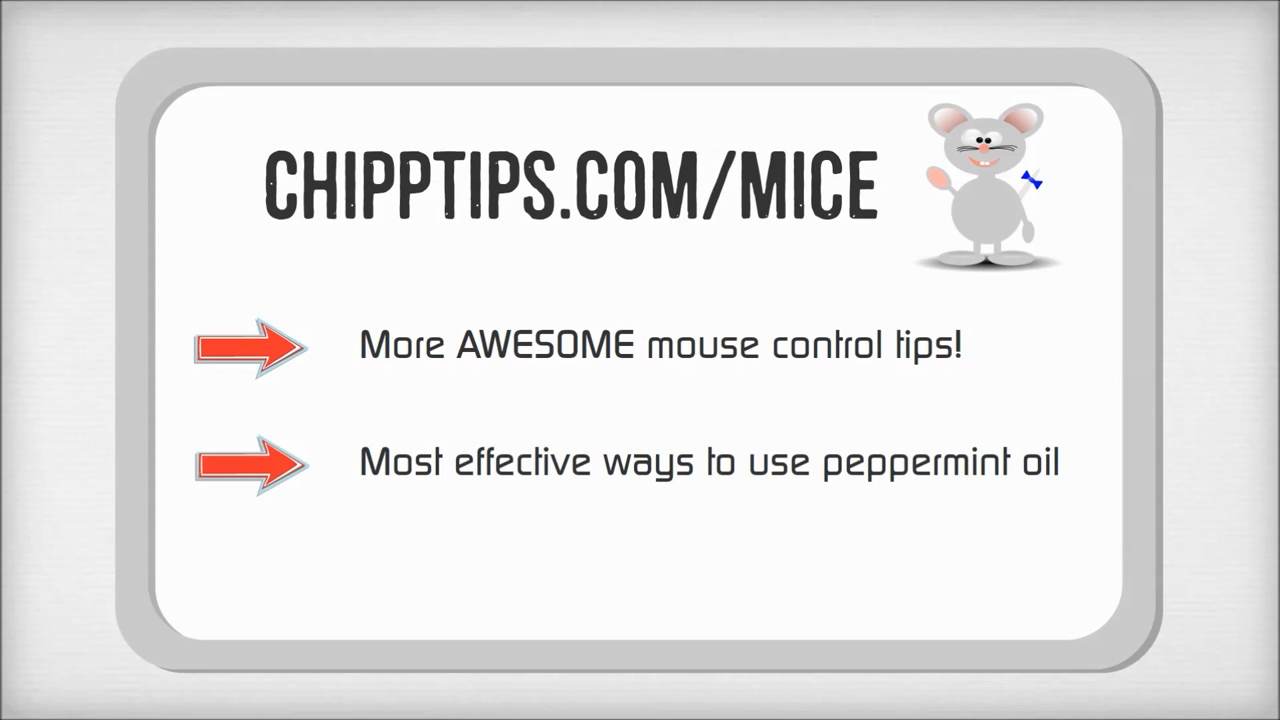 CHIPPTIPS.COM/MICE
More AWESOME mouse control tips!
Most effective ways to use peppermint oil